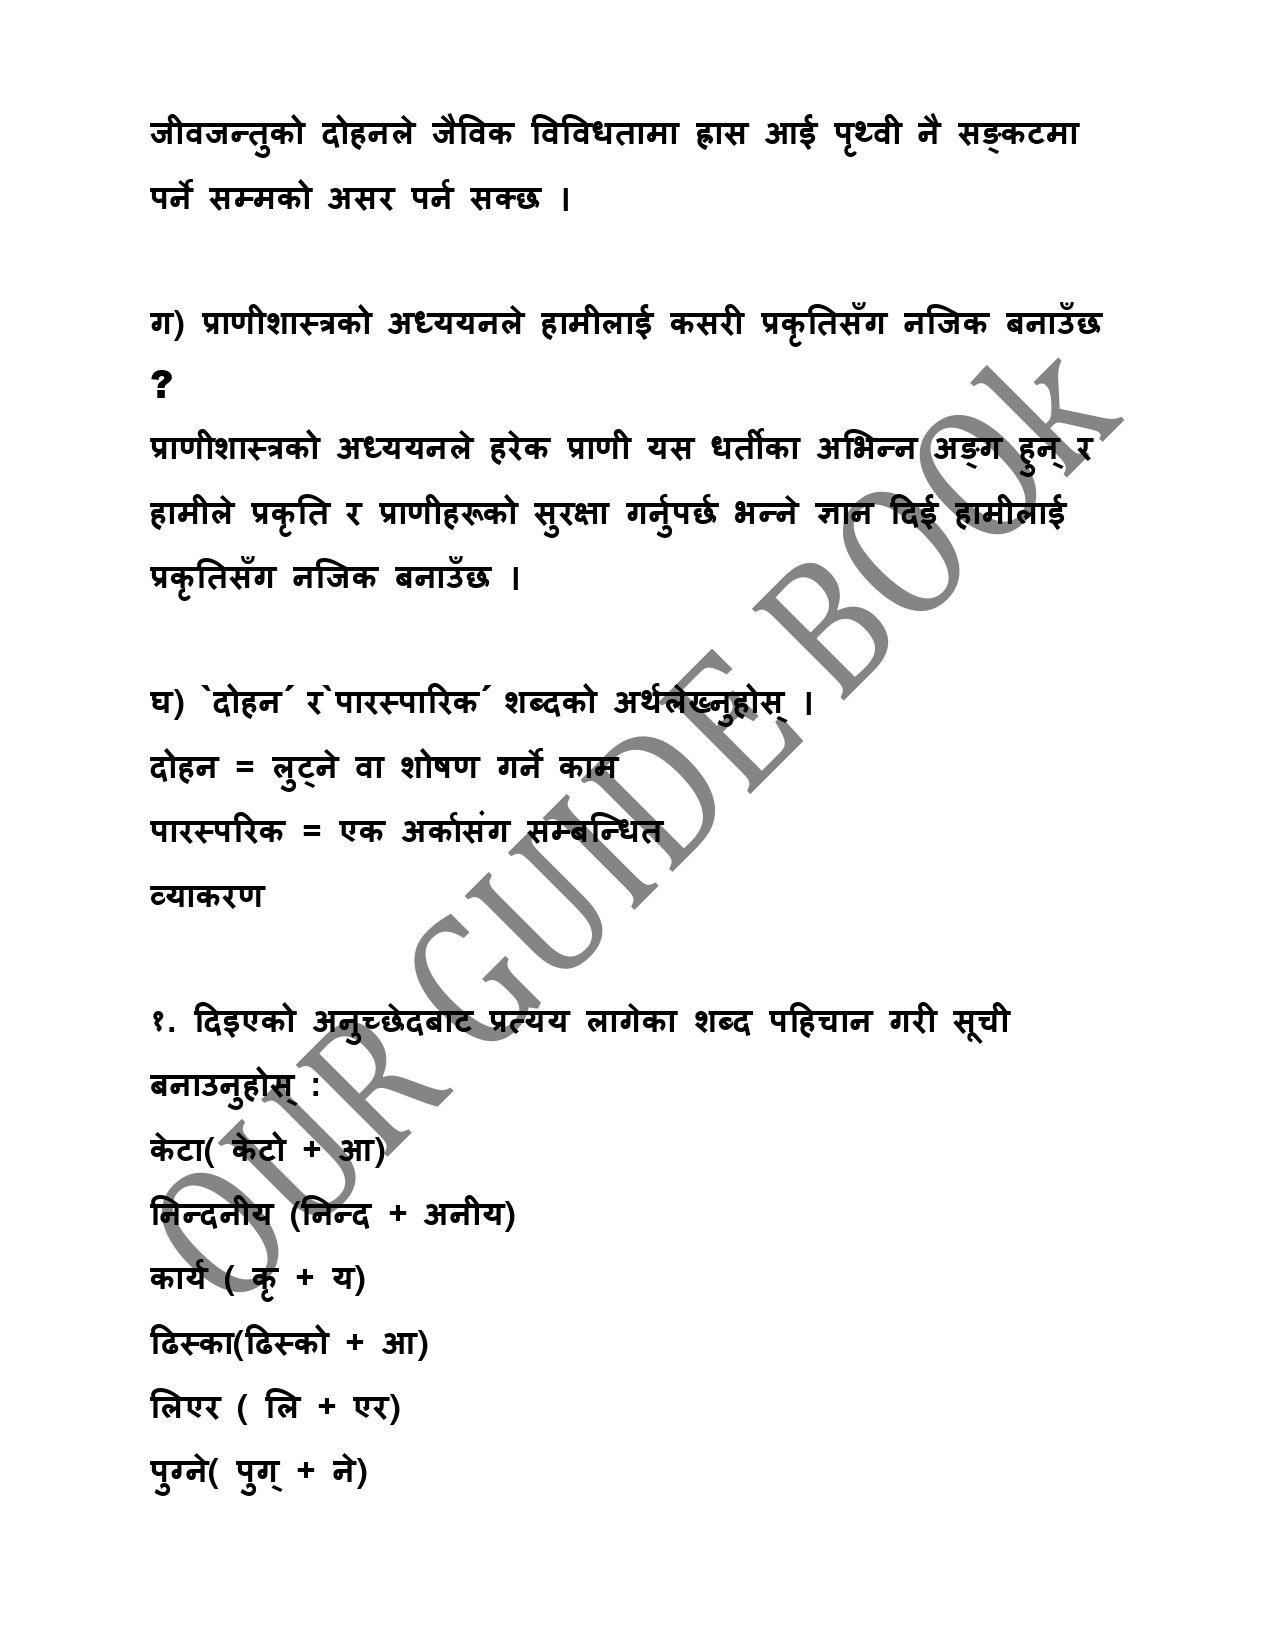 जीवजन्तुको दोहनले जैविक विविधतामा ह्रास आई पृथ्वी नै सङ्कटमा
पर्ने सम्मको असर पर्न सक्छ ।
ग) प्राणीशास्त्रको अध्ययनले हामीलाई कसरी प्रकृतिसँग नजिक बनाउँछ
?
प्राणीशास्त्रको अध्ययनले हरेक प्राणी यस धर्तीका अभिन्न अङ्ग हुन् र
हामीले प्रकृति र प्राणीहरूको सुरक्षा गर्नुपर्छ भन्ने ज्ञान दिई हामीलाई
प्रकृतिसँग नजिक बनाउँछ ।
घ) `दोहन´ र`पारस्पारिक´ शब्दको अर्थलेख्नुहोस् ।
दोहन = लुट्ने वा शोषण गर्ने काम
पारस्परिक = एक अर्कासंग सम्बन्धित
व्याकरण
१. दिइएको अनुच्छेदबाट प्रत्यय लागेका शब्द पहिचान गरी सूची
बनाउनुहोस् :
केटा( केटो + आ)
निन्दनीय (निन्द + अनीय)
कार्य ( कृ + य)
ढिस्का(ढिस्को + आ)
लिएर ( लि + एर)
पुग्ने( पुग् + ने)
OUR GUIDE BOOk